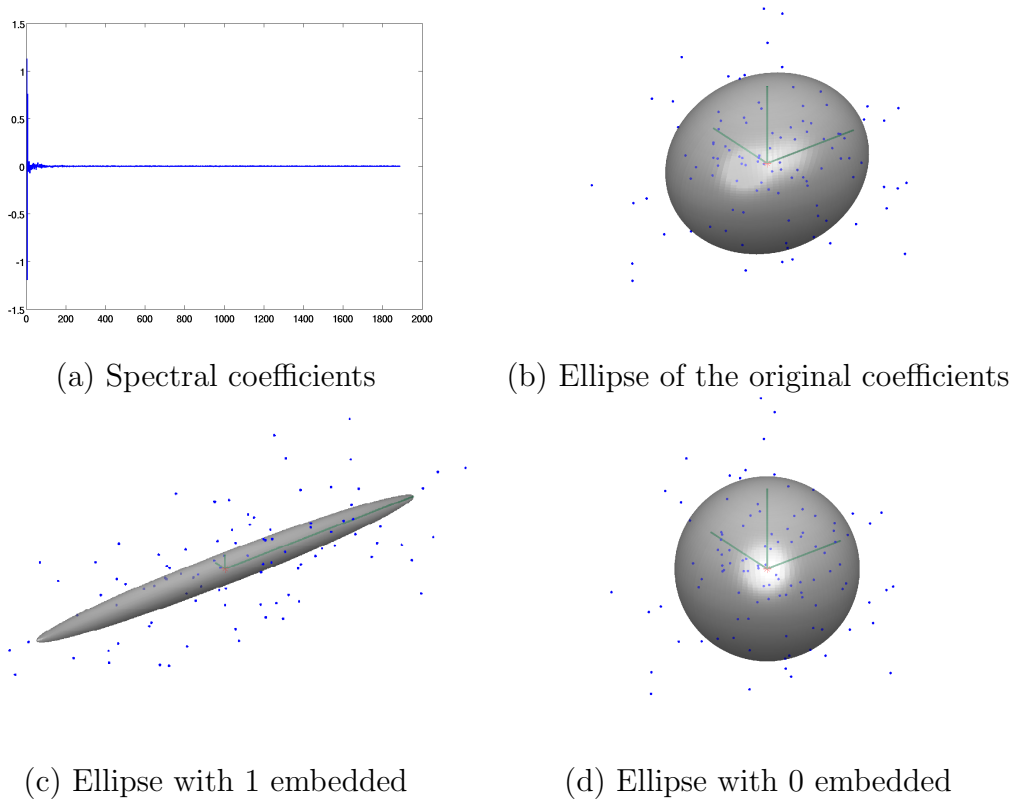 1.5
1
0.5
0
-0.5
-1
-1.5
0 200 400 600 800 1000 1200 1400 1600 1800 2000
(a) Spectral coefficients
(b) Ellipse of the original coefficients
(c) Ellipse with 1 embedded
(d) Ellipse with 0 embedded